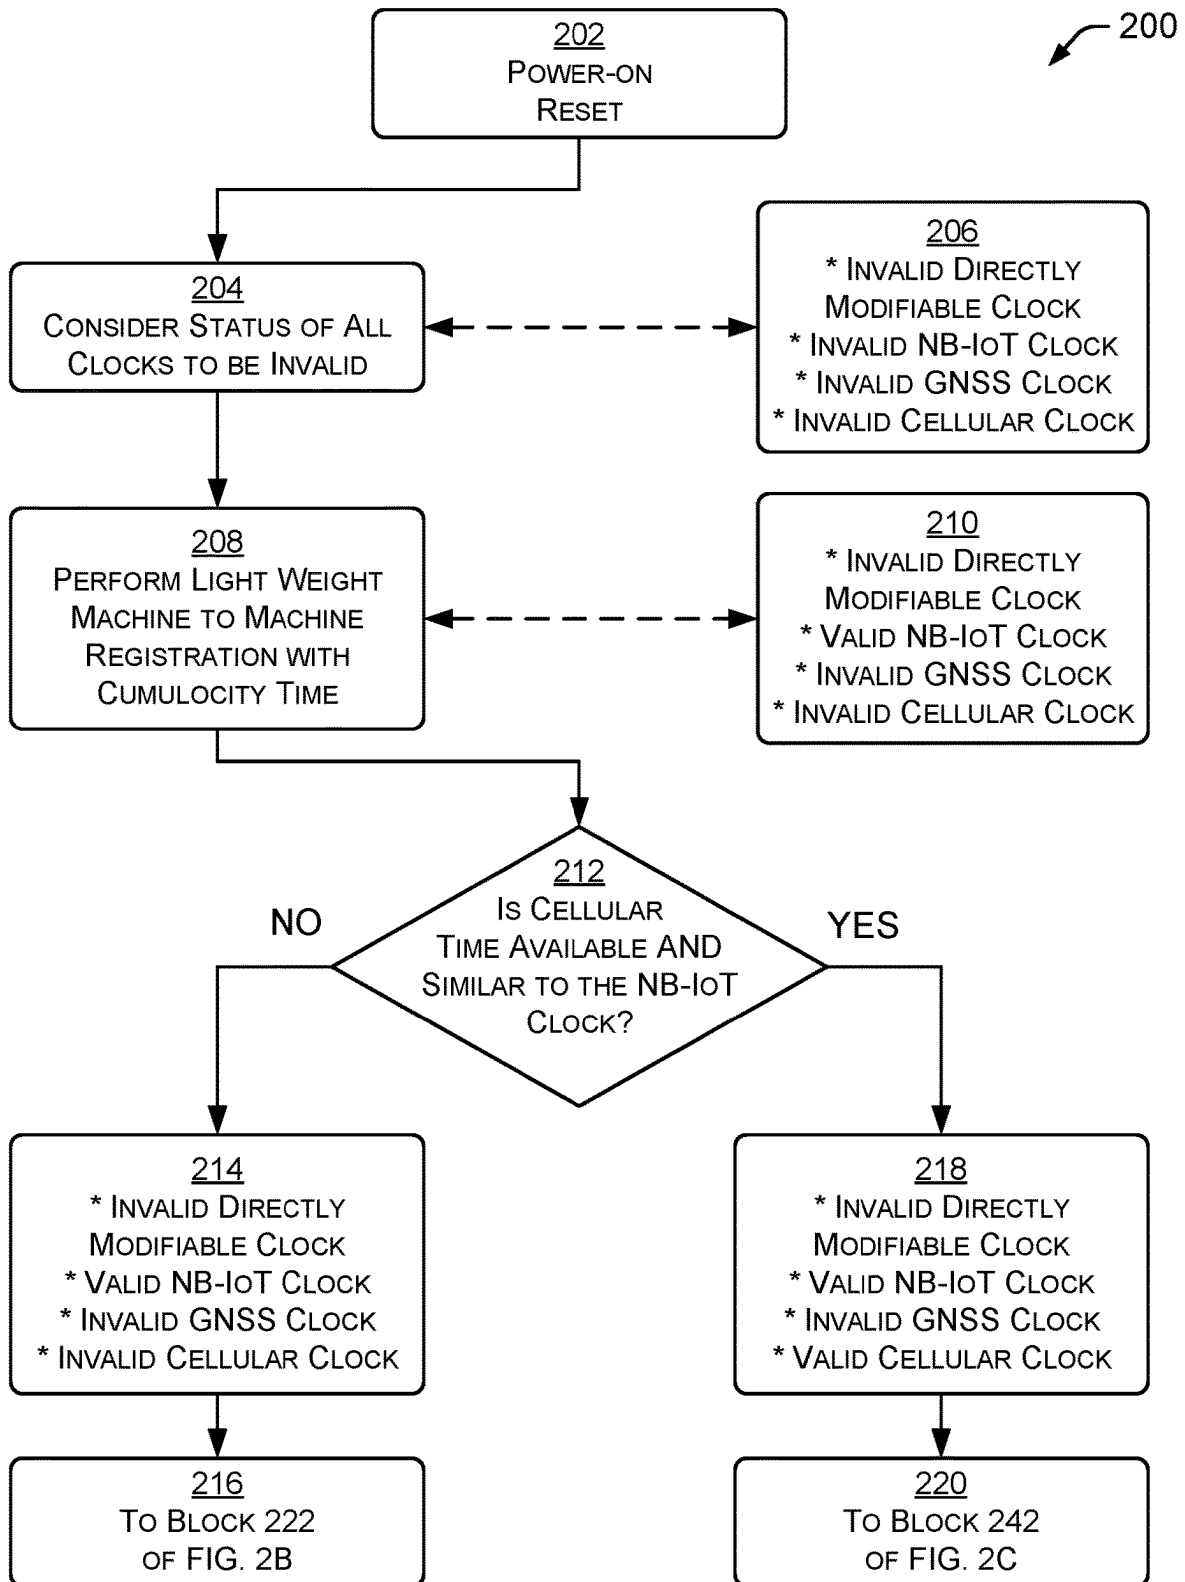 200
202
POWER-ON
RESET
204
CONSIDER STATUS OF ALL
CLOCKS TO BE INVALID
206
* INVALID DIRECTLY
MODIFIABLE CLOCK
* INVALID NB-IOT CLOCK
* INVALID GNSS CLOCK
* INVALID CELLULAR CLOCK
208
PERFORM LIGHT WEIGHT
MACHINE TO MACHINE
REGISTRATION WITH
CUMULOCITY TIME
210
* INVALID DIRECTLY
MODIFIABLE CLOCK
* VALID NB-IOT CLOCK
* INVALID GNSS CLOCK
* INVALID CELLULAR CLOCK
212
IS CELLULAR
TIME AVAILABLE AND
SIMILAR TO THE NB-IOT
CLOCK?
NO
YES
214
* INVALID DIRECTLY
MODIFIABLE CLOCK
* VALID NB-IOT CLOCK
* INVALID GNSS CLOCK
* INVALID CELLULAR CLOCK
218
* INVALID DIRECTLY
MODIFIABLE CLOCK
* VALID NB-IOT CLOCK
* INVALID GNSS CLOCK
* VALID CELLULAR CLOCK
216
TO BLOCK 222
OF FIG. 2B
220
TO BLOCK 242
OF FIG. 2C